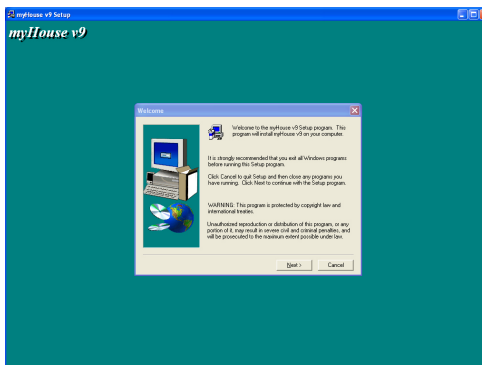 myHouse v9 Setup
myHouse v9
Welcome
Welcome to the myHouse v9 Setup program. This
program will install myHouse v9 on your computer.
It is strongly recommended that you exit all Windows programs
before running this Setup program.
Click Cancel to quit Setup and then close any programs you
have running. Click Next to continue with the Setup program.
WARNING: This program is protected by copyright law and
international treaties.
Unauthorized reproduction or distribution of this program, or any
portion of it, may result in severe civil and criminal penalties, and
will be prosecuted to the maximum extent possible under law.
Next > Cancel